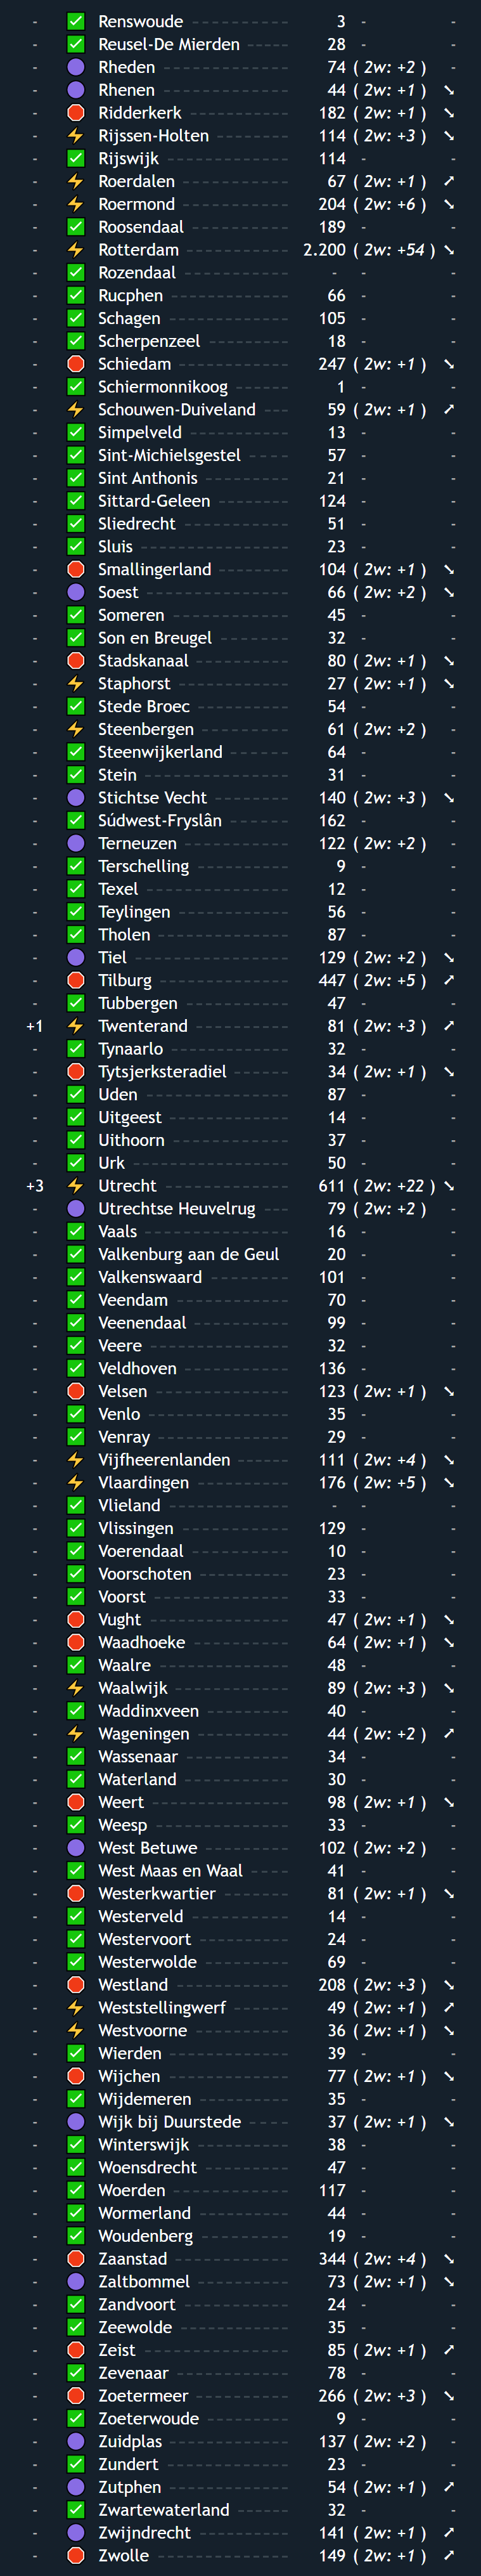 - ✅ Renswoude ------------- 3 - -
- ✅ Reusel-De Mierden ----- 28 - -
- 🟣 Rheden ------------- 74 ( 2w: +2 ) -
- 🟣 Rhenen ------------- 44 ( 2w: +1 ) ↘
- 🛑 Ridderkerk ------------- 182 ( 2w: +1 ) ↘
- ⚡ Rijssen-Holten --------- 114 ( 2w: +3 ) ↘
- ✅ Rijswijk ------------- 114 - -
- ⚡ Roerdalen ------------- 67 ( 2w: +1 ) ↗
- ⚡ Roermond ------------- 204 ( 2w: +6 ) ↘
- ✅ Roosendaal ------------- 189 - -
- ⚡ Rotterdam ------------- 2.200 ( 2w: +54 ) ↘
- ✅ Rozendaal ------------- - - -
- ✅ Rucphen ------------- 66 - -
- ✅ Schagen ------------- 105 - -
- ✅ Scherpenzeel ----------- 18 - -
- 🛑 Schiedam ------------- 247 ( 2w: +1 ) ↘
- ✅ Schiermonnikoog ------- 1 - -
- ⚡ Schouwen-Duiveland ---- 59 ( 2w: +1 ) ↗
- ✅ Simpelveld ------------- 13 - -
- ✅ Sint-Michielsgestel ----- 57 - -
- ✅ Sint Anthonis ----------- 21 - -
- ✅ Sittard-Geleen ---------- 124 - -
- ✅ Sliedrecht ------------- 51 - -
- ✅ Sluis ------------- 23 - -
- 🛑 Smallingerland --------- 104 ( 2w: +1 ) ↘
- 🟣 Soest ------------- 66 ( 2w: +2 ) ↘
- ✅ Someren ------------- 45 - -
- ✅ Son en Breugel --------- 32 - -
- 🛑 Stadskanaal ------------ 80 ( 2w: +1 ) ↘
- ⚡ Staphorst ------------- 27 ( 2w: +1 ) ↘
- ✅ Stede Broec ------------ 54 - -
- ⚡ Steenbergen ------------ 61 ( 2w: +2 ) -
- ✅ Steenwijkerland -------- 64 - -
- ✅ Stein ------------- 31 - -
- 🟣 Stichtse Vecht --------- 140 ( 2w: +3 ) ↘
- ✅ Súdwest-Fryslân -------- 162 - -
- 🟣 Terneuzen ------------- 122 ( 2w: +2 ) -
- ✅ Terschelling ----------- 9 - -
- ✅ Texel ------------- 12 - -
- ✅ Teylingen ------------- 56 - -
- ✅ Tholen ------------- 87 - -
- 🟣 Tiel ------------- 129 ( 2w: +2 ) ↘
- 🛑 Tilburg ------------- 447 ( 2w: +5 ) ↗
- ✅ Tubbergen ------------- 47 - -
+1 ⚡ Twenterand ------------- 81 ( 2w: +3 ) ↗
- ✅ Tynaarlo ------------- 32 - -
- 🛑 Tytsjerksteradiel ------- 34 ( 2w: +1 ) ↘
- ✅ Uden ------------- 87 - -
- ✅ Uitgeest ------------- 14 - -
- ✅ Uithoorn ------------- 37 - -
- ✅ Urk ------------- 50 - -
+3 ⚡ Utrecht ------------- 611 ( 2w: +22 ) ↘
- 🟣 Utrechtse Heuvelrug --- 79 ( 2w: +2 ) -
- ✅ Vaals ------------- 16 - -
- ✅ Valkenburg aan de Geul 20 - -
- ✅ Valkenswaard ---------- 101 - -
- ✅ Veendam ------------- 70 - -
- ✅ Veenendaal ------------- 99 - -
- ✅ Veere ------------- 32 - -
- ✅ Veldhoven ------------- 136 - -
- 🛑 Velsen ------------- 123 ( 2w: +1 ) ↘
- ✅ Venlo ------------- 35 - -
- ✅ Venray ------------- 29 - -
- ⚡ Vijfheerenlanden ------- 111 ( 2w: +4 ) ↘
- ⚡ Vlaardingen ------------ 176 ( 2w: +5 ) ↘
- ✅ Vlieland ------------- - - -
- ✅ Vlissingen ------------- 129 - -
- ✅ Voerendaal ------------- 10 - -
- ✅ Voorschoten ------------ 23 - -
- ✅ Voorst ------------- 33 - -
- 🛑 Vught ------------- 47 ( 2w: +1 ) ↘
- 🛑 Waadhoeke ------------- 64 ( 2w: +1 ) ↘
- ✅ Waalre ------------- 48 - -
- ⚡ Waalwijk ------------- 89 ( 2w: +3 ) ↘
- ✅ Waddinxveen ----------- 40 - -
- ⚡ Wageningen ------------ 44 ( 2w: +2 ) ↗
- ✅ Wassenaar ------------- 34 - -
- ✅ Waterland ------------- 30 - -
- 🛑 Weert ------------- 98 ( 2w: +1 ) ↘
- ✅ Weesp ------------- 33 - -
- 🟣 West Betuwe ----------- 102 ( 2w: +2 ) -
- ✅ West Maas en Waal ----- 41 - -
- 🛑 Westerkwartier --------- 81 ( 2w: +1 ) ↘
- ✅ Westerveld ------------- 14 - -
- ✅ Westervoort ------------ 24 - -
- ✅ Westerwolde ------------ 69 - -
- 🛑 Westland ------------- 208 ( 2w: +3 ) ↘
- ⚡ Weststellingwerf ------- 49 ( 2w: +1 ) ↗
- ⚡ Westvoorne ------------ 36 ( 2w: +1 ) ↘
- ✅ Wierden ------------- 39 - -
- 🛑 Wijchen ------------- 77 ( 2w: +1 ) ↘
- ✅ Wijdemeren ------------ 35 - -
- 🟣 Wijk bij Duurstede ---- 37 ( 2w: +1 ) ↘
- ✅ Winterswijk ------------ 38 - -
- ✅ Woensdrecht ----------- 47 - -
- ✅ Woerden ------------- 117 - -
- ✅ Wormerland ------------ 44 - -
- ✅ Woudenberg ------------ 19 - -
- 🛑 Zaanstad ------------- 344 ( 2w: +4 ) ↘
- 🟣 Zaltbommel ------------ 73 ( 2w: +1 ) ↘
- ✅ Zandvoort ------------- 24 - -
- ✅ Zeewolde ------------- 35 - -
- 🛑 Zeist ------------- 85 ( 2w: +1 ) ↗
- ✅ Zevenaar ------------- 78 - -
- 🛑 Zoetermeer ------------ 266 ( 2w: +3 ) ↘
- ✅ Zoeterwoude ----------- 9 - -
- 🟣 Zuidplas ------------- 137 ( 2w: +2 ) -
- ✅ Zundert ------------- 23 - -
- 🟣 Zutphen ------------- 54 ( 2w: +1 ) ↗
- ✅ Zwartewaterland ------- 32 - -
- 🟣 Zwijndrecht ------------ 141 ( 2w: +1 ) ↗
- 🛑 Zwolle ------------- 149 ( 2w: +1 ) ↗